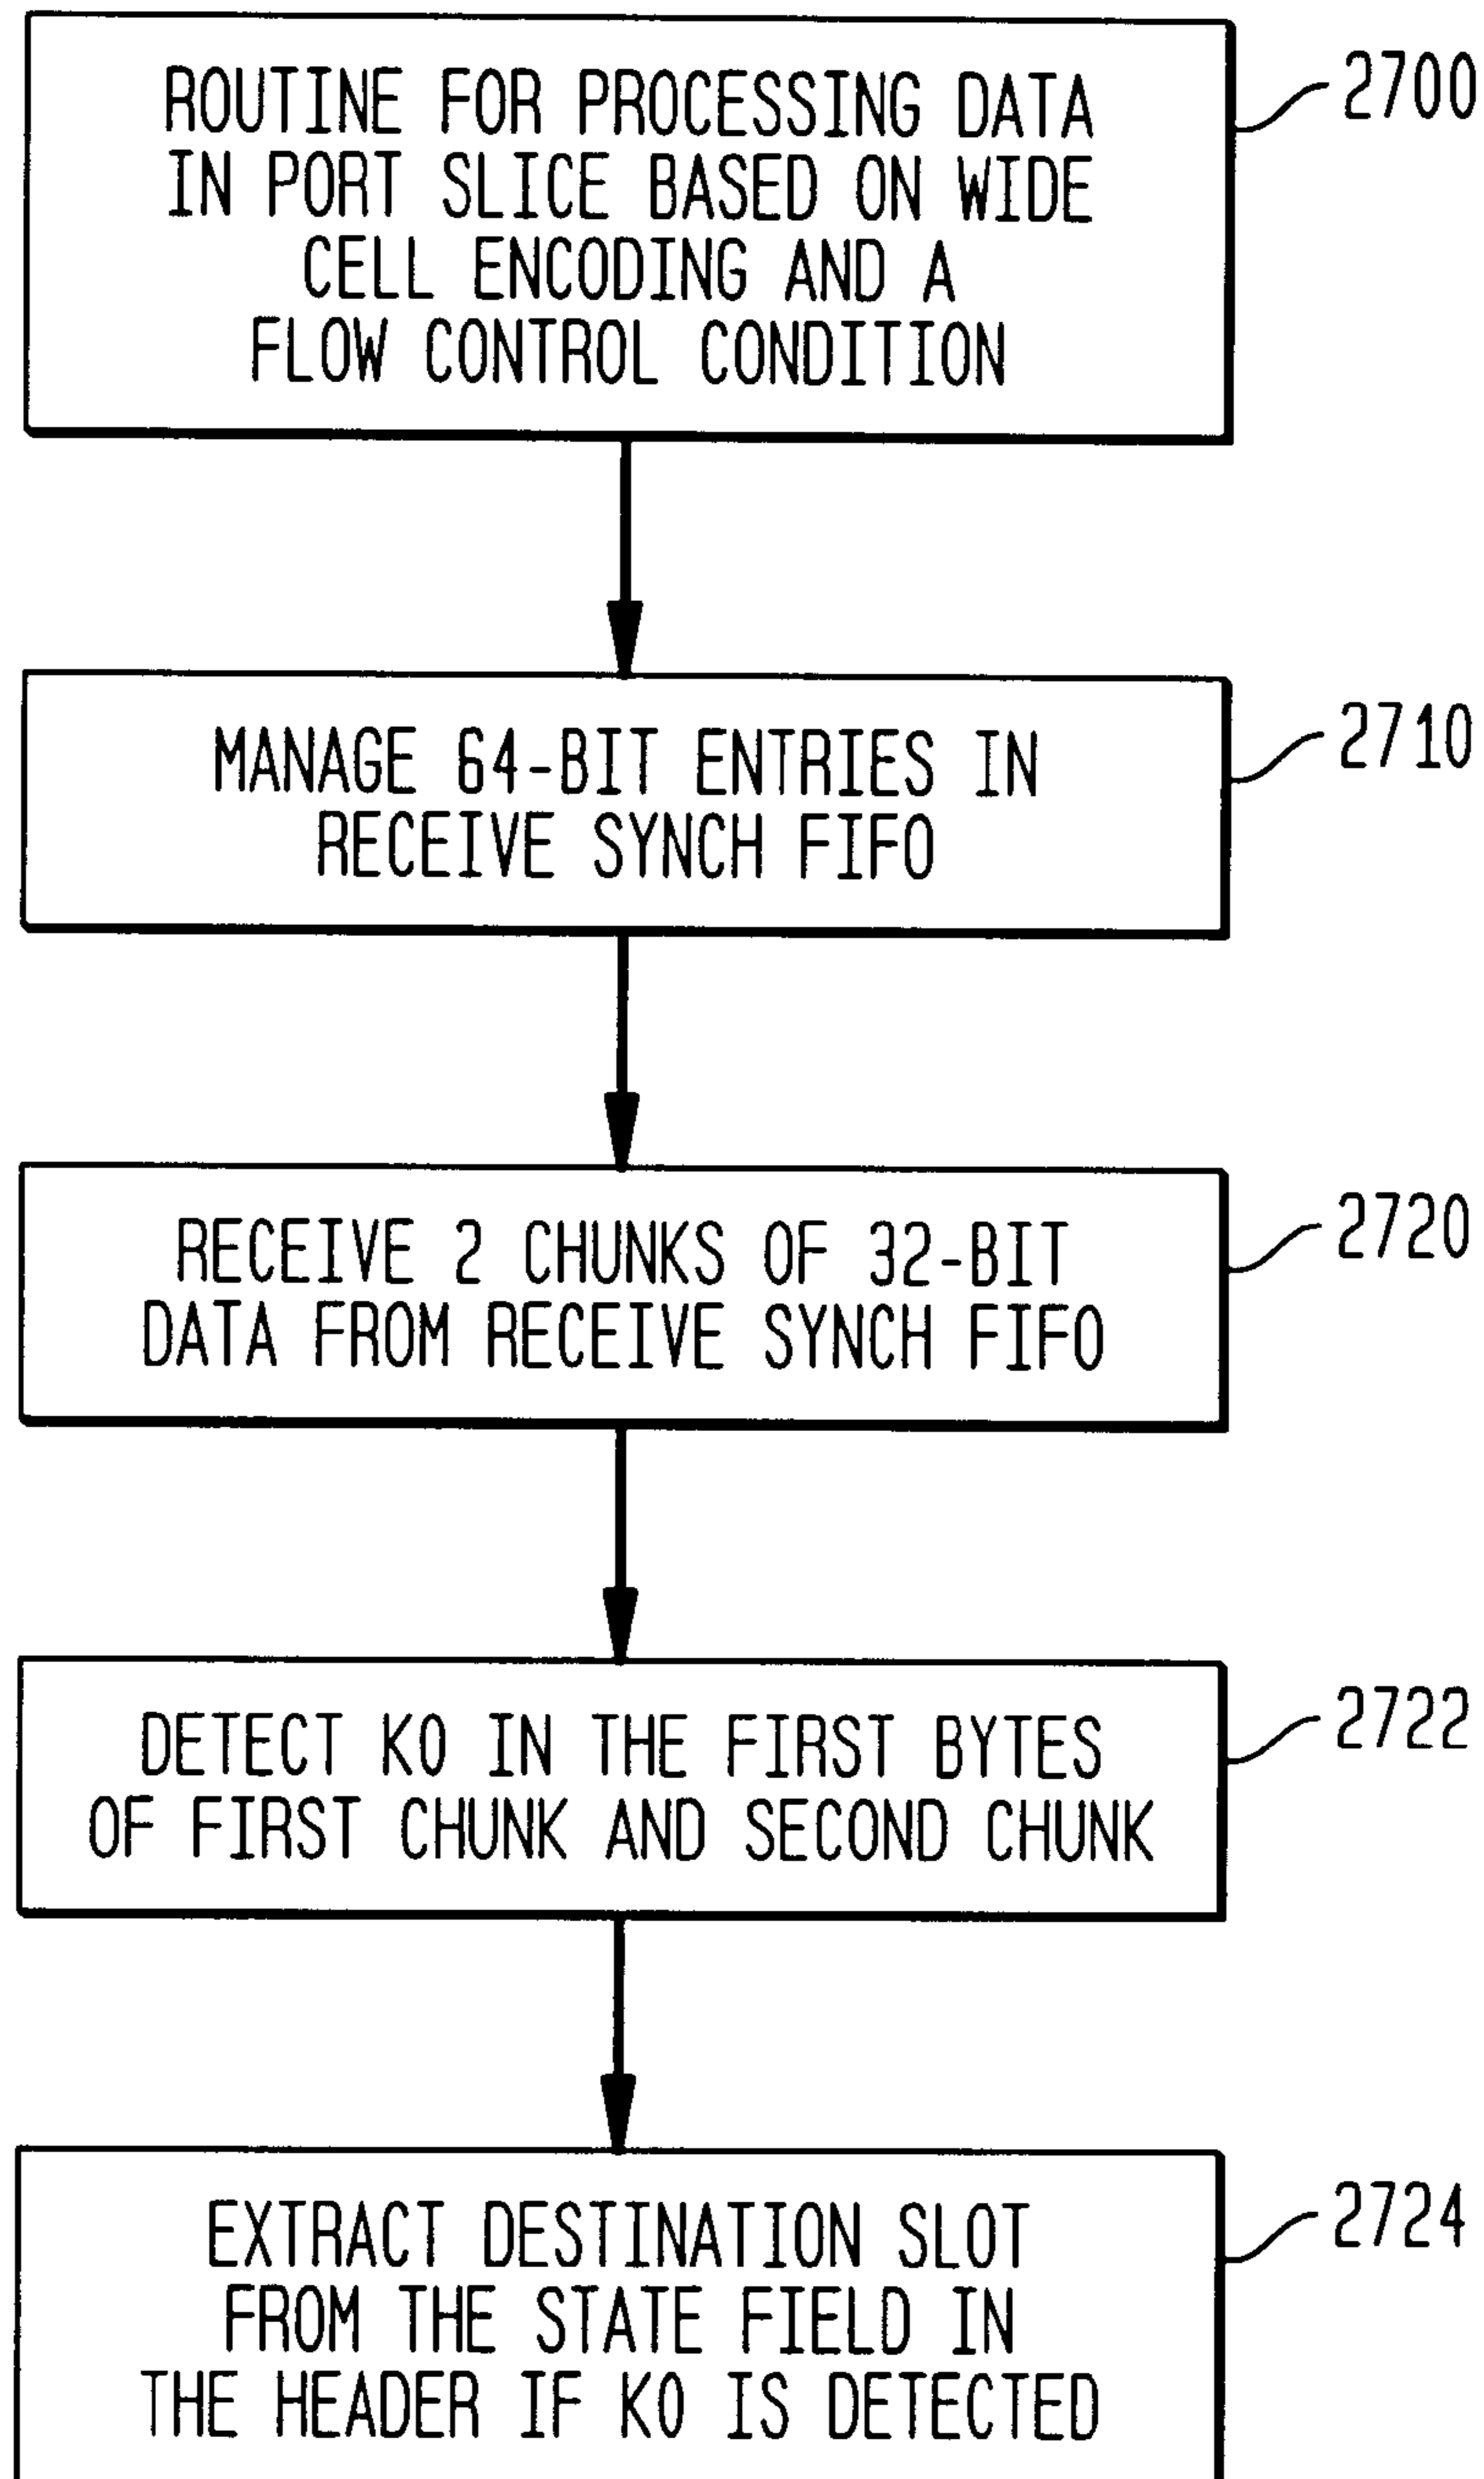 ROUTINE FOR PROCESSING DATA
IN PORT SLICE BASED ON WIDE
CELL ENCODING AND A
FLOW CONTROL CONDITION
2700
MANAGE 64-BIT ENTRIES IN
RECEIVE SYNCH FIFO
2710
RECEIVE 2 CHUNKS OF 32-BIT
DATA FROM RECEIVE SYNCH FIFO
2720
DETECT K0 IN THE FIRST BYTES
OF FIRST CHUNK AND SECOND CHUNK
2722
EXTRACT DESTINATION SLOT
FROM THE STATE FIELD IN
THE HEADER IF K0 IS DETECTED
2724